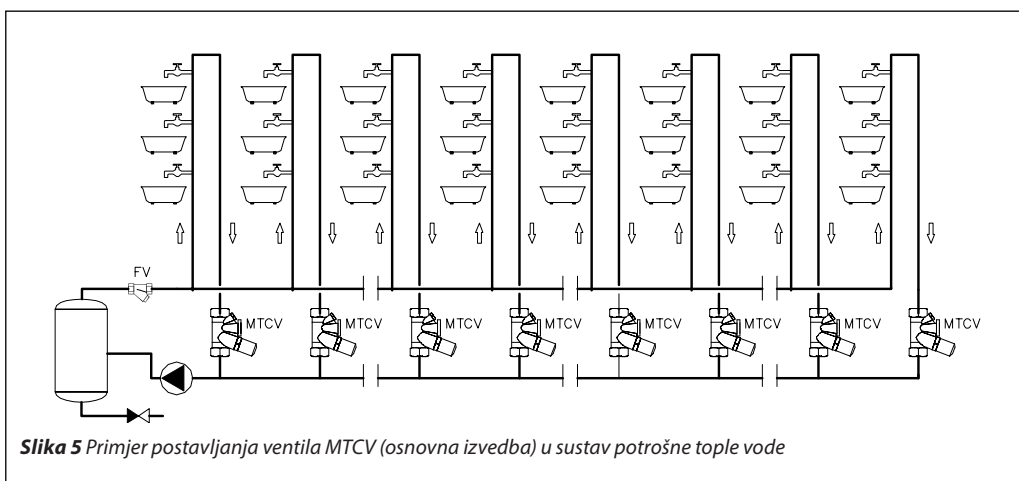 FV
MTCV MTCV MTCV MTCV MTCV MTCV MTCV MTCV
Slika 5 Primjer postavljanja ventila MTCV (osnovna izvedba) u sustav potrošne tople vode